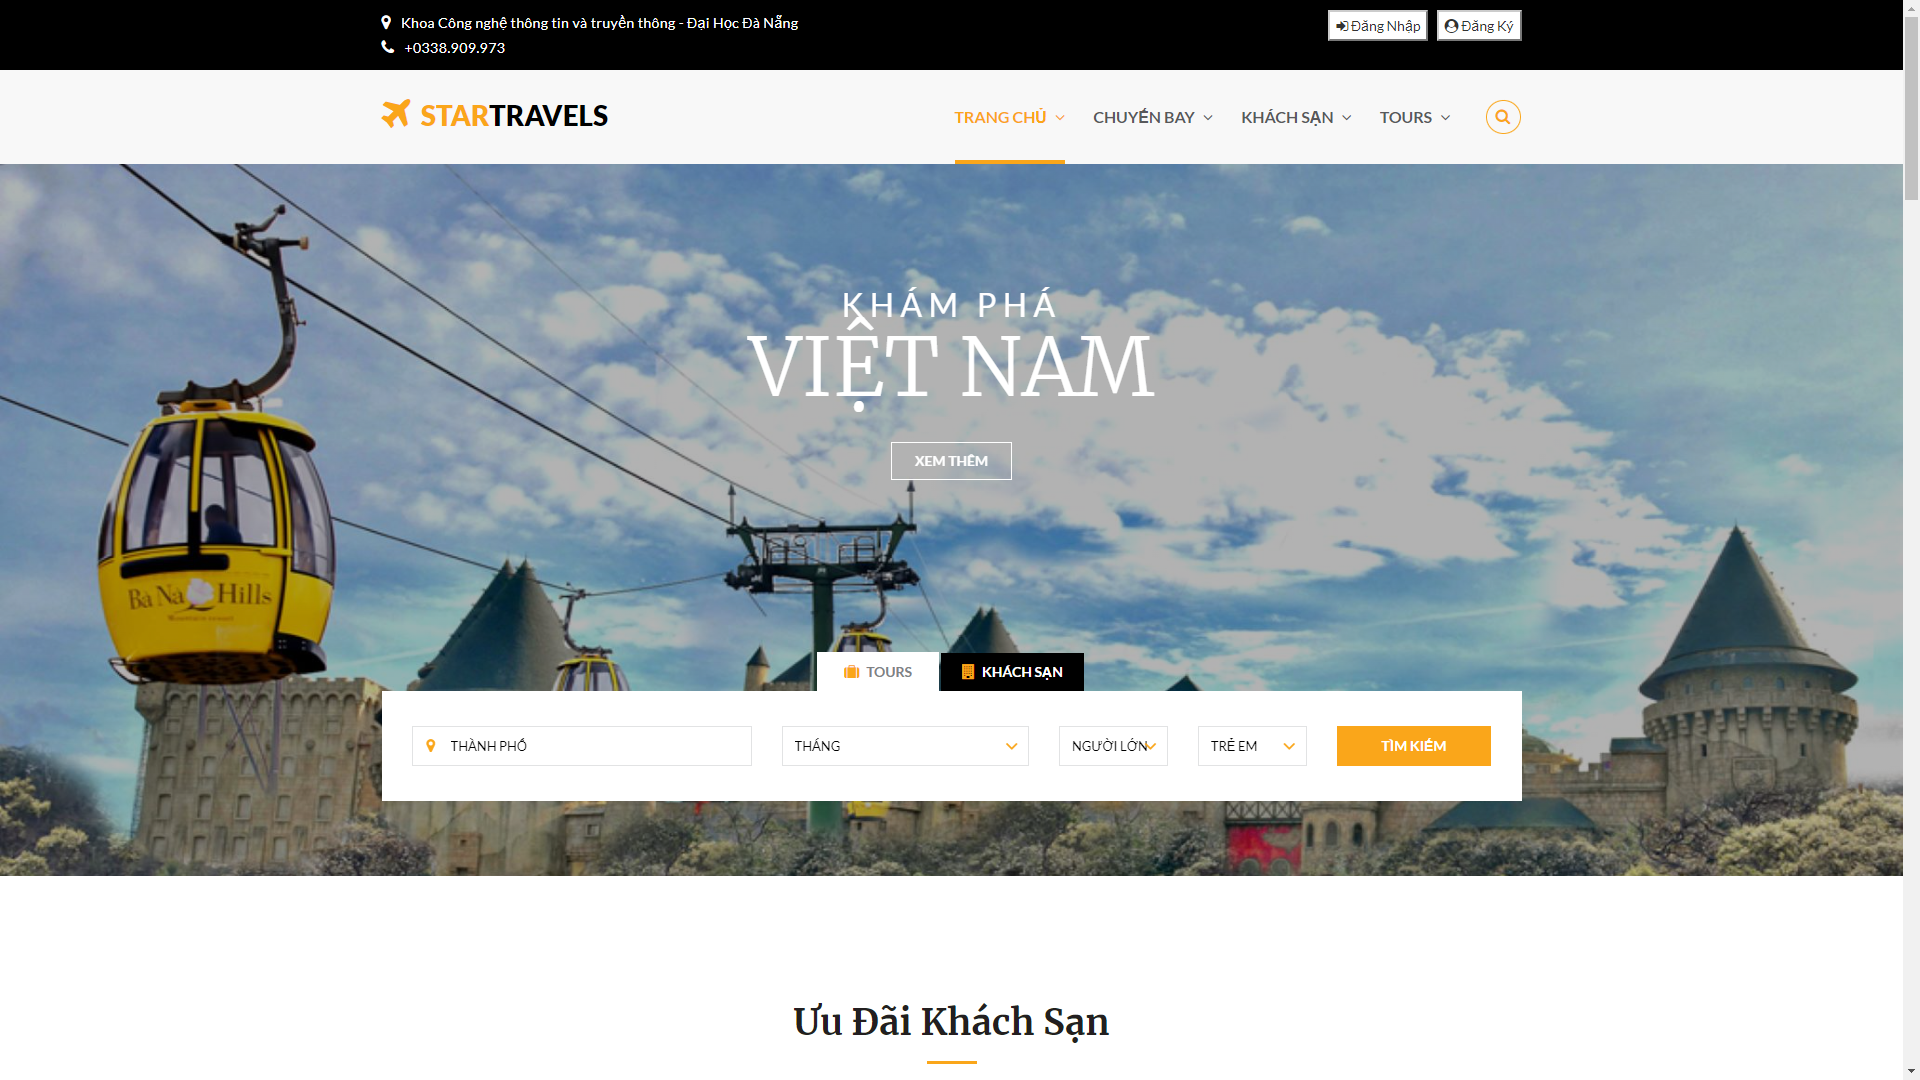 Khoa Công nghệ thông tin và truyền thông - Đại Học Đà Nẵng
+0338.909.973
Đăng Nhập
Đăng Ký
STARTRAVELS
TRANG CHỦ
CHUYẾN BAY
KHÁCH SẠN
TOURS
KHÁM PHÁ
VIỆT NAM
XEM THÊM
Bà Nà Hills
TOURS
KHÁCH SẠN
THÀNH PHỐ
THÁNG
NGƯỜI LỚN
TRẺ EM
TÌM KIẾM
Ưu Đãi Khách Sạn